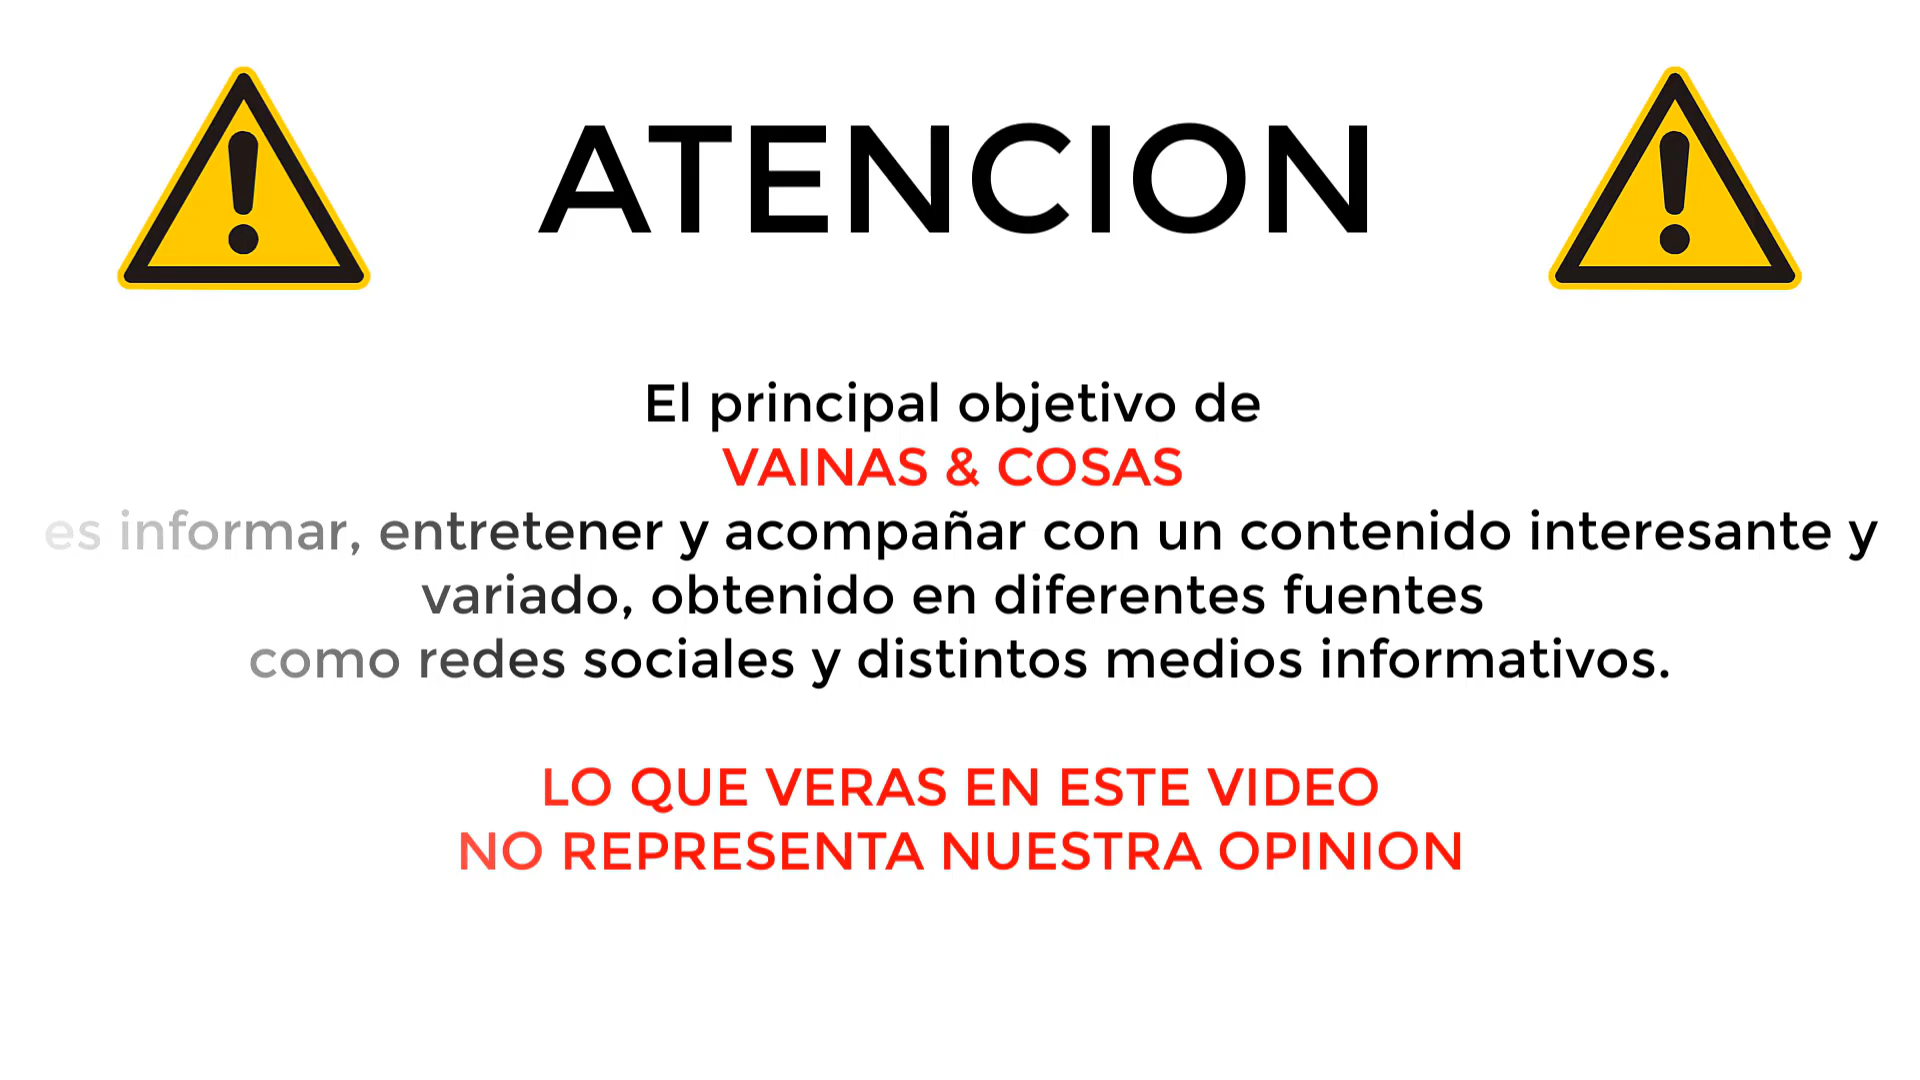 ATENCION
El principal objetivo de
VAINAS & COSAS
es informar, entretener y acompañar con un contenido interesante y
variado, obtenido en diferentes fuentes
como redes sociales y distintos medios informativos.
LO QUE VERAS EN ESTE VIDEO
NO REPRESENTA NUESTRA OPINION